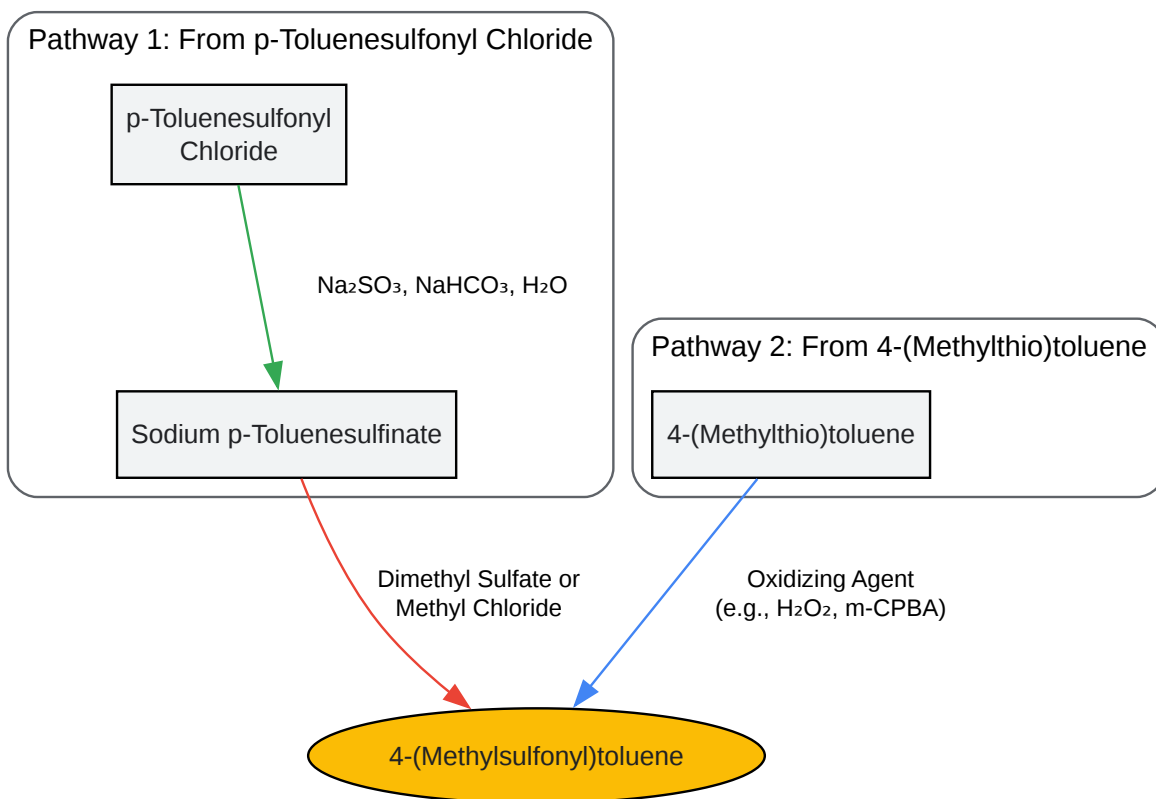 Pathway 1: From p-Toluenesulfonyl Chloride
p-Toluenesulfonyl
Chloride
Na₂SO₃, NaHCO₃, H₂O
Sodium p-Toluenesulfinate
Pathway 2: From 4-(Methylthio)toluene
4-(Methylthio)toluene
Dimethyl Sulfate or
Methyl Chloride
Oxidizing Agent
(e.g., H₂O₂, m-CPBA)
4-(Methylsulfonyl)toluene